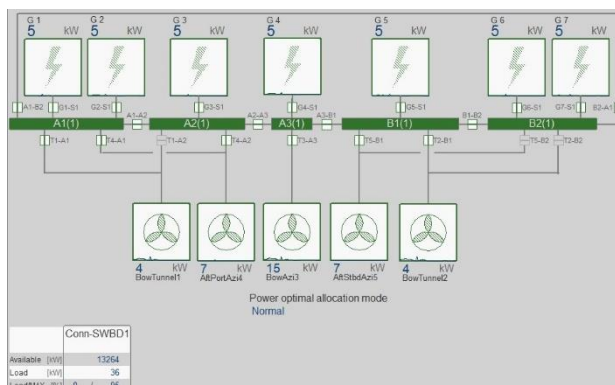 G 1 G 2 G 3 G 4 G 5 G 6 G 7
5 kW 5 kW 5 kW 5 kW 5 kW 5 kW 5 kW
A1-B2 G1-S1 G2-S1 G3-S1 G4-S1 G5-S1 G6-S1 G7-S1 B2-A1
A1(1) A1-A2 A2(1) A2-A3 A3(1) A3-B1 B1(1) B1-B2 B2(1)
T1-A1 T4-A1 T1-A2 T4-A2 T3-A3 T5-B1 T2-B1 T5-B2 T2-B2
4 kW 7 kW 15 kW 7 kW 4 kW
BowTunnel1 AftPortAzi4 BowAzi3 AftStbdAzi5 BowTunnel2
Power optimal allocation mode
Normal
Conn-SWBD1
Available [kW] 13264
Load [kW] 36